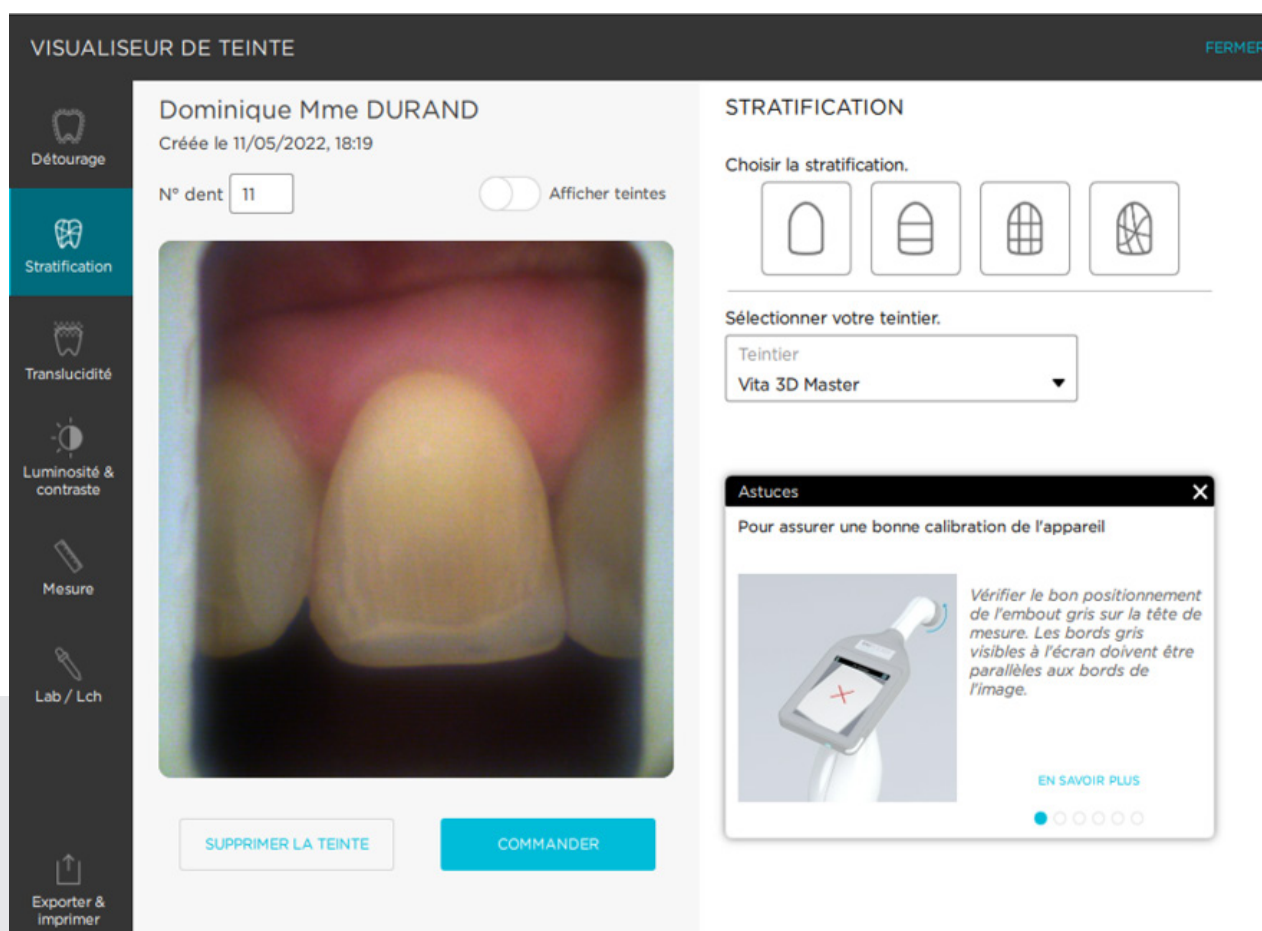 VISUALISEUR DE TEINTE
FERMER
Détourage
Stratification
Translucidité
Luminosité &
contraste
Mesure
Lab / Lch
Exporter &
imprimer
Dominique Mme DURAND
Créée le 11/05/2022, 18:19
N° dent 11
Afficher teintes
SUPPRIMER LA TEINTE
COMMANDER
STRATIFICATION
Choisir la stratification.
Sélectionner votre teintier.
Teintier
Vita 3D Master
Astuces
Pour assurer une bonne calibration de l'appareil
Vérifier le bon positionnement
de l'embout gris sur la tête de
mesure. Les bords gris
visibles à l'écran doivent être
parallèles aux bords de
l'image.
EN SAVOIR PLUS